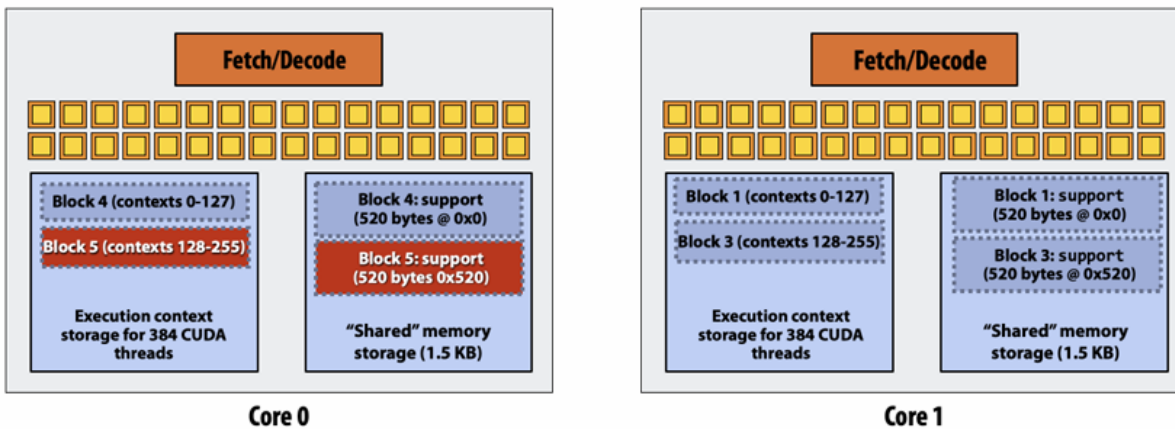 Fetch/Decode
Block 4 (contexts 0-127)
Block 5 (contexts 128-255)
Execution context
storage for 384 CUDA
threads
Block 4: support
(520 bytes @ 0x0)
Block 5: support
(520 bytes 0x520)
“Shared” memory
storage (1.5 KB)
Core 0
Fetch/Decode
Block 1 (contexts 0-127)
Block 3 (contexts 128-255)
Execution context
storage for 384 CUDA
threads
Block 1: support
(520 bytes @ 0x0)
Block 3: support
(520 bytes @ 0x520)
“Shared” memory
storage (1.5 KB)
Core 1